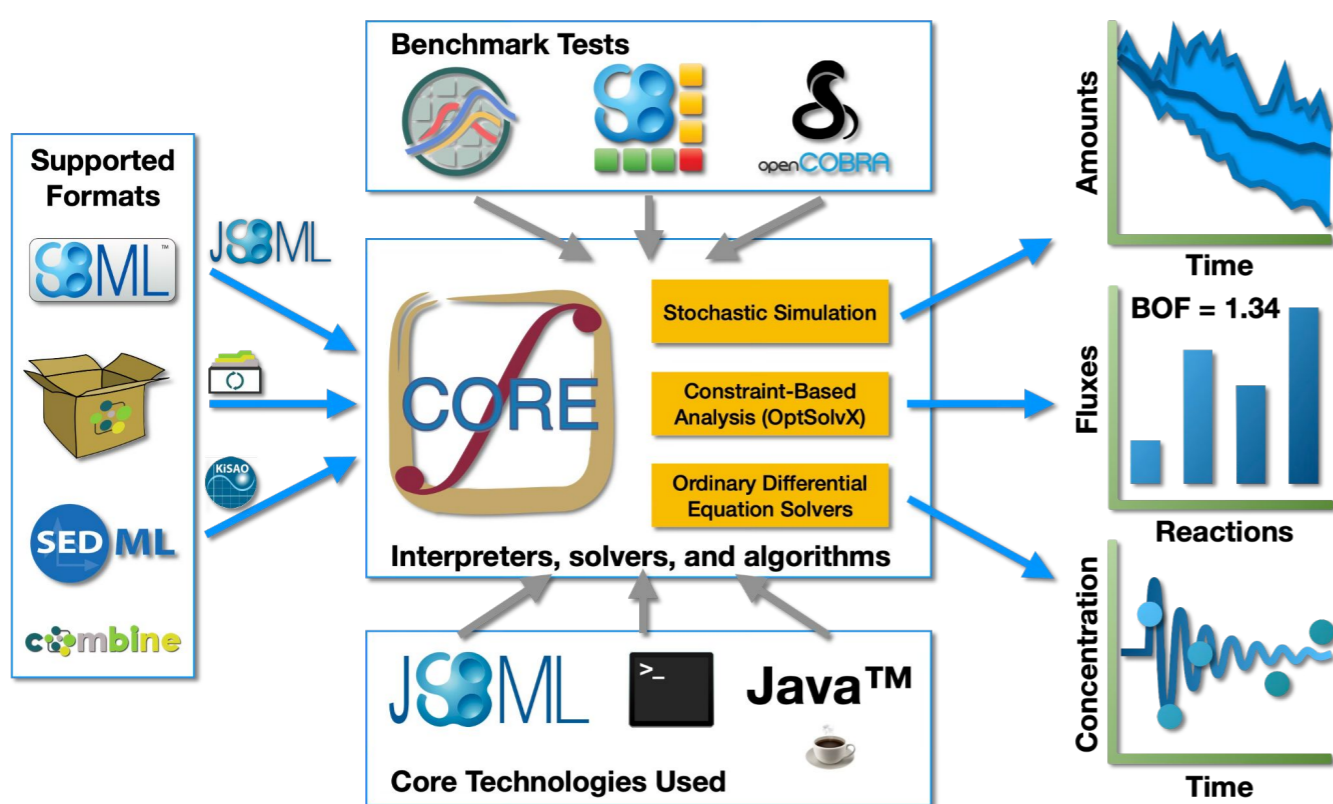 Supported
Formats
SBML™
SED ML
combine
JSBML
KiSAO
Benchmark Tests
SB
openCOBRA
CORE
Stochastic Simulation
Constraint-Based
Analysis (OptSolvX)
Ordinary Differential
Equation Solvers
Interpreters, solvers, and algorithms
JSBML
>_
Java™
Core Technologies Used
Amounts
Time
BOF = 1.34
Fluxes
Reactions
Concentration
Time